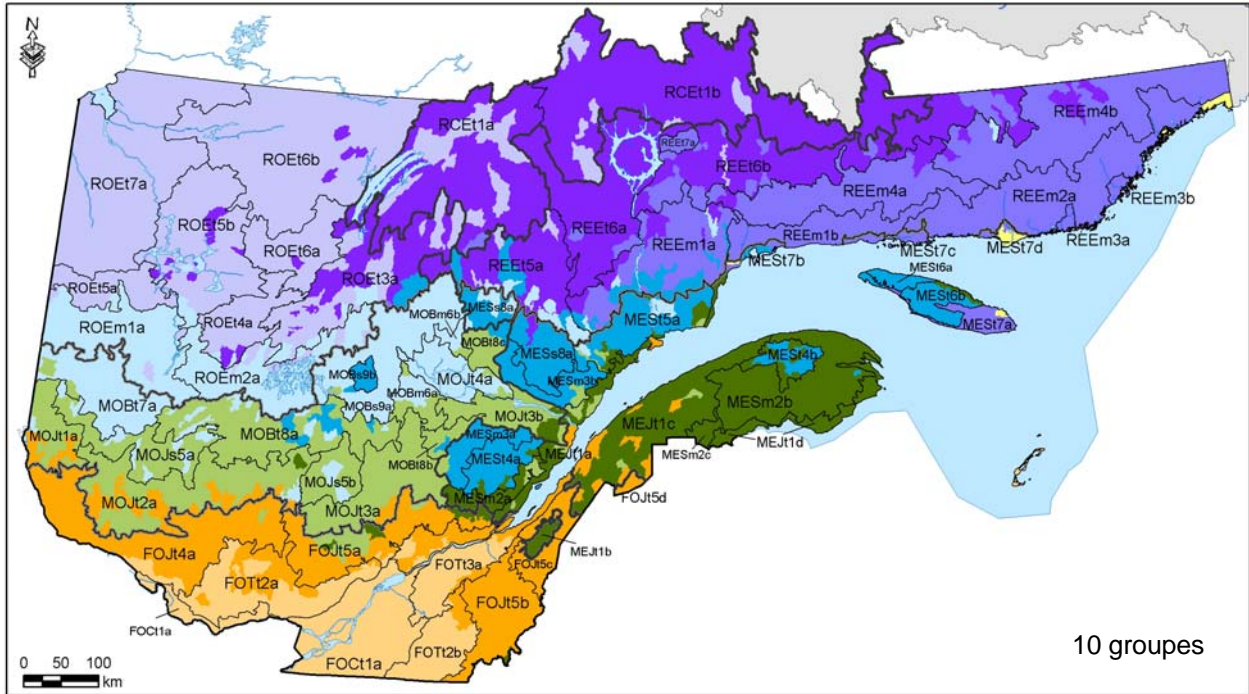 N
RCEt1b
REEm4b
RCEt1a
ROEt6b
REEt7a
REEt6b
ROEt7a
REEm4a
REEm2a
REEm3b
ROEt5b
REEt6a
REEm1a
REEm1b
MESt7c
MESt7d
REEm3a
ROEt6a
REEt5a
MESt7b
MESt6a
ROEt3a
MESt6b
ROEt5a
MESs8a
MESt5a
MESt7a
ROEm1a
ROEt4a
MOBm6b
MOBt8c
MESs8a
MESt4b
ROEm2a
MOBs9b
MOJt4a
MESm3b
MOBm6a
MOBt7a
MOBs9a
MESm2b
MOJt3b
MEJt1c
MOJt1a
MOBt8a
MESm3a
MEJt1a
MEJt1d
MOJs5a
MOBt8b
MESt4a
MESm2c
MOJs5b
MESm2a
FOJt5d
MOJt2a
MOJt3a
MEJt1b
FOJt4a
FOJt5a
FOTt3a
FOJt5c
FOTt2a
FOJt5b
FOCt1a
FOCt1a
FOTt2b
10 groupes
0 50 100
km